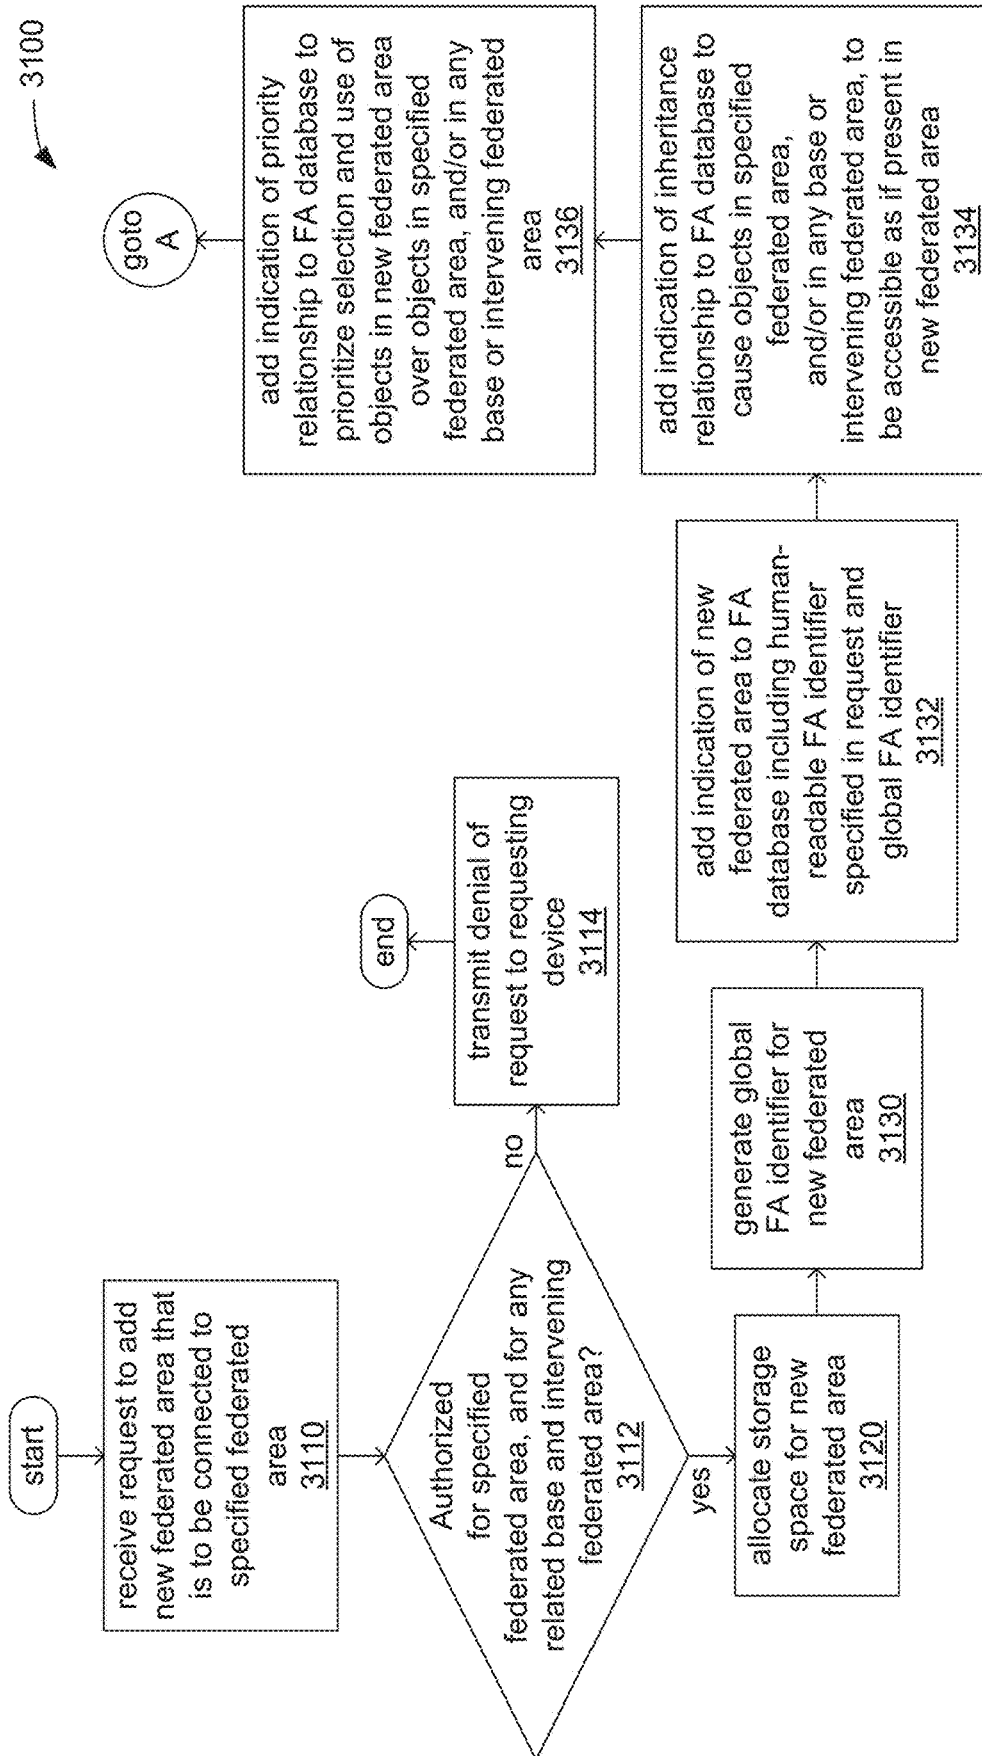 3100
start
receive request to add
new federated area that
is to be connected to
specified federated
area
3110
Authorized
for specified
federated area, and for any
related base and intervening
federated area?
3112
no
transmit denial of
request to requesting
device
3114
end
yes
allocate storage
space for new
federated area
3120
generate global
FA identifier for
new federated
area
3130
add indication of new
federated area to FA
database including human-
readable FA identifier
specified in request and
global FA identifier
3132
add indication of inheritance
relationship to FA database to
cause objects in specified
federated area,
and/or in any base or
intervening federated area, to
be accessible as if present in
new federated area
3134
add indication of priority
relationship to FA database to
prioritize selection and use of
objects in new federated area
over objects in specified
federated area, and/or in any
base or intervening federated
area
3136
goto
A